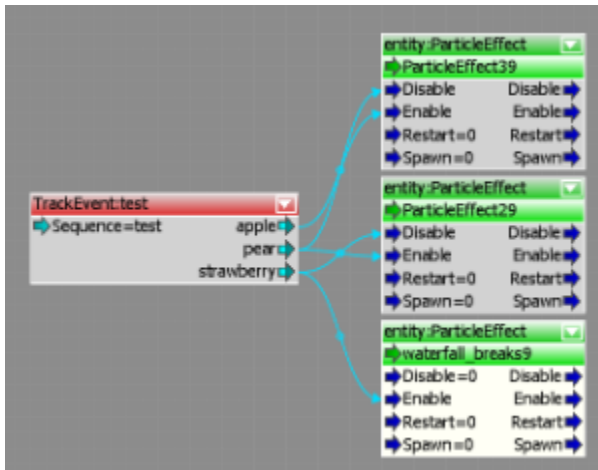 entity:ParticleEffect
ParticleEffect39
Disable Disable
Enable Enable
Restart=0 Restart
Spawn=0 Spawn
TrackEvent:test
Sequence=test apple
pear
strawberry
entity:ParticleEffect
ParticleEffect29
Disable Disable
Enable Enable
Restart=0 Restart
Spawn=0 Spawn
entity:ParticleEffect
waterfall_breaks9
Disable=0 Disable
Enable Enable
Restart=0 Restart
Spawn=0 Spawn